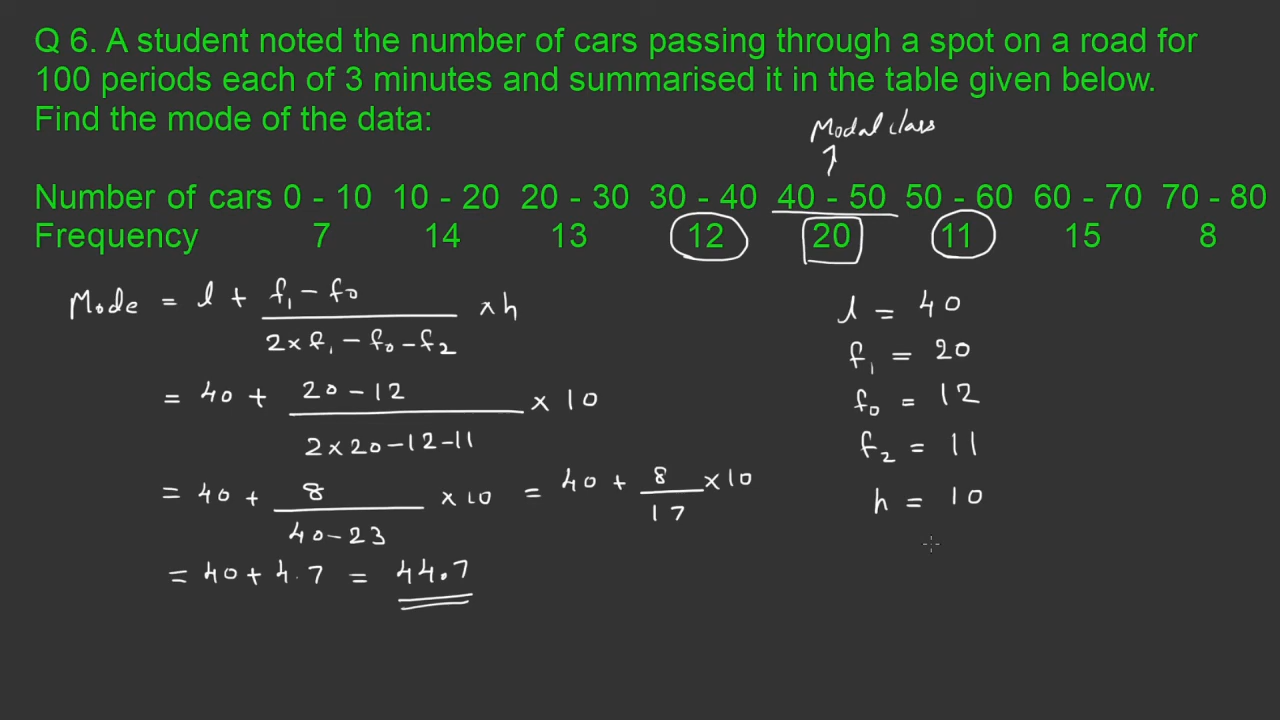 Q 6. A student noted the number of cars passing through a spot on a road for
100 periods each of 3 minutes and summarised it in the table given below.
Find the mode of the data:
Modal class
↑
Number of cars 0 - 10 10 - 20 20 - 30 30 - 40 40 - 50 50 - 60 60 - 70 70 - 80
Frequency 7 14 13 12 20 11 15 8
Mode = l + (f₁ - f₀) / (2 × f₁ - f₀ - f₂) × h
= 40 + (20 - 12) / (2 × 20 - 12 - 11) × 10
= 40 + 8 / (40 - 23) × 10 = 40 + 8 / 17 × 10
= 40 + 4.7 = 44.7
l = 40
f₁ = 20
f₀ = 12
f₂ = 11
h = 10